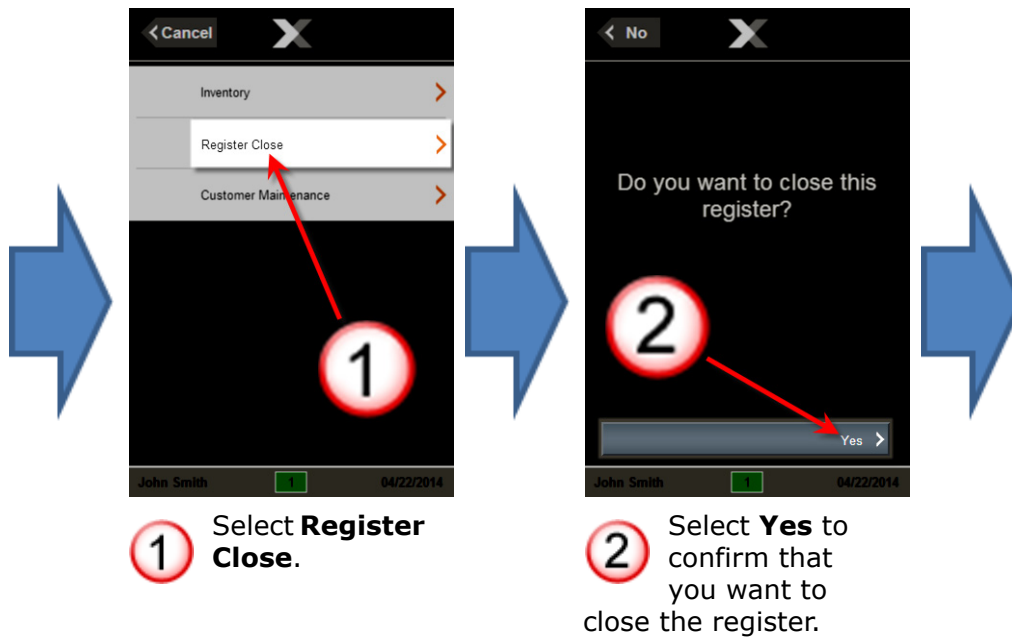 Cancel
Inventory
Register Close
Customer Maintenance
1
John Smith 1 04/22/2014
1 Select Register
Close.
No
Do you want to close this
register?
2
Yes
John Smith 1 04/22/2014
2 Select Yes to
confirm that
you want to
close the register.